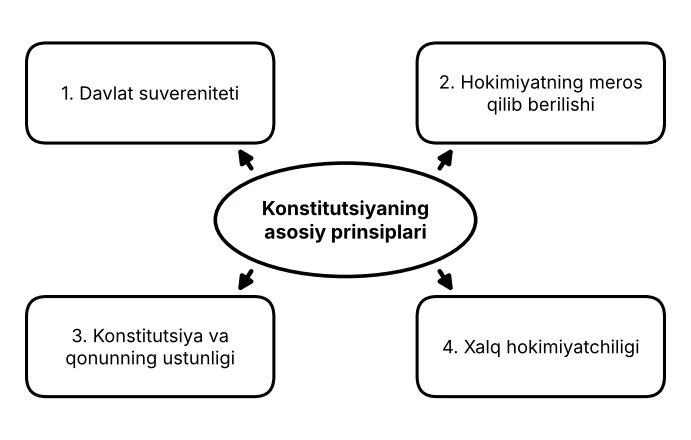 1. Davlat suvereniteti
2. Hokimiyatning meros
qilib berilishi
Konstitutsiyaning
asosiy prinsiplari
3. Konstitutsiya va
qonunning ustunligi
4. Xalq hokimiyatchiligi